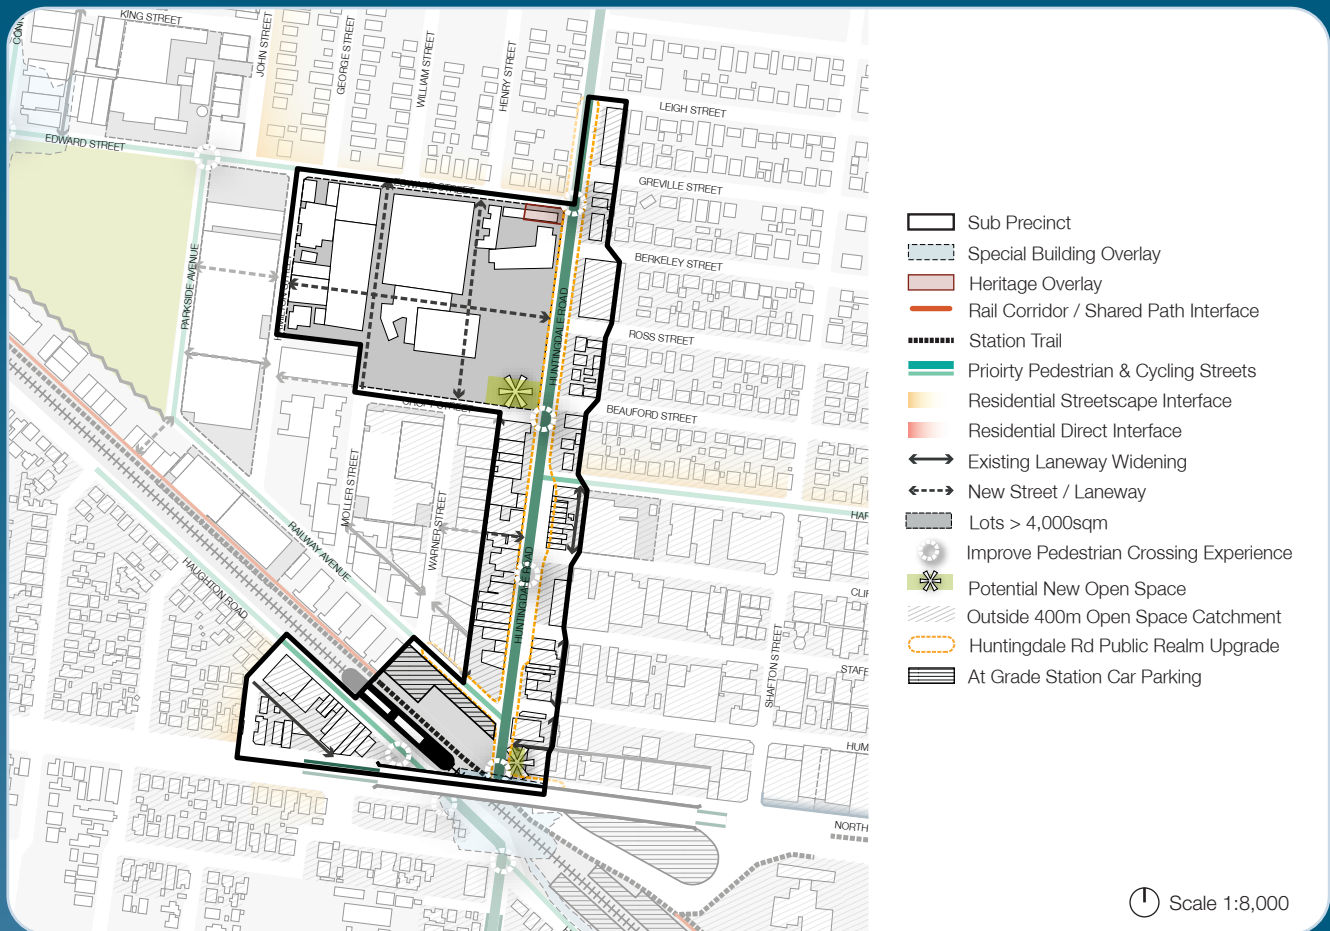 KING STREET
JOHN STREET
GEORGE STREET
WILLIAM STREET
HENRY STREET
LEIGH STREET
EDWARD STREET
GREVILLE STREET
BERKELEY STREET
PARKSIDE AVENUE
HUNTINGDALE ROAD
ROSS STREET
BEAUFORD STREET
MOLLER STREET
WARNER STREET
RAILWAY AVENUE
HAUGHTON ROAD
HUNTINGDALE ROAD
SHAFTON STREET
HAR
CLIF
STAFF
HUM
NORTH
Sub Precinct
Special Building Overlay
Heritage Overlay
Rail Corridor / Shared Path Interface
Station Trail
Prioirty Pedestrian & Cycling Streets
Residential Streetscape Interface
Residential Direct Interface
Existing Laneway Widening
New Street / Laneway
Lots > 4,000sqm
Improve Pedestrian Crossing Experience
Potential New Open Space
Outside 400m Open Space Catchment
Huntingdale Rd Public Realm Upgrade
At Grade Station Car Parking
Scale 1:8,000